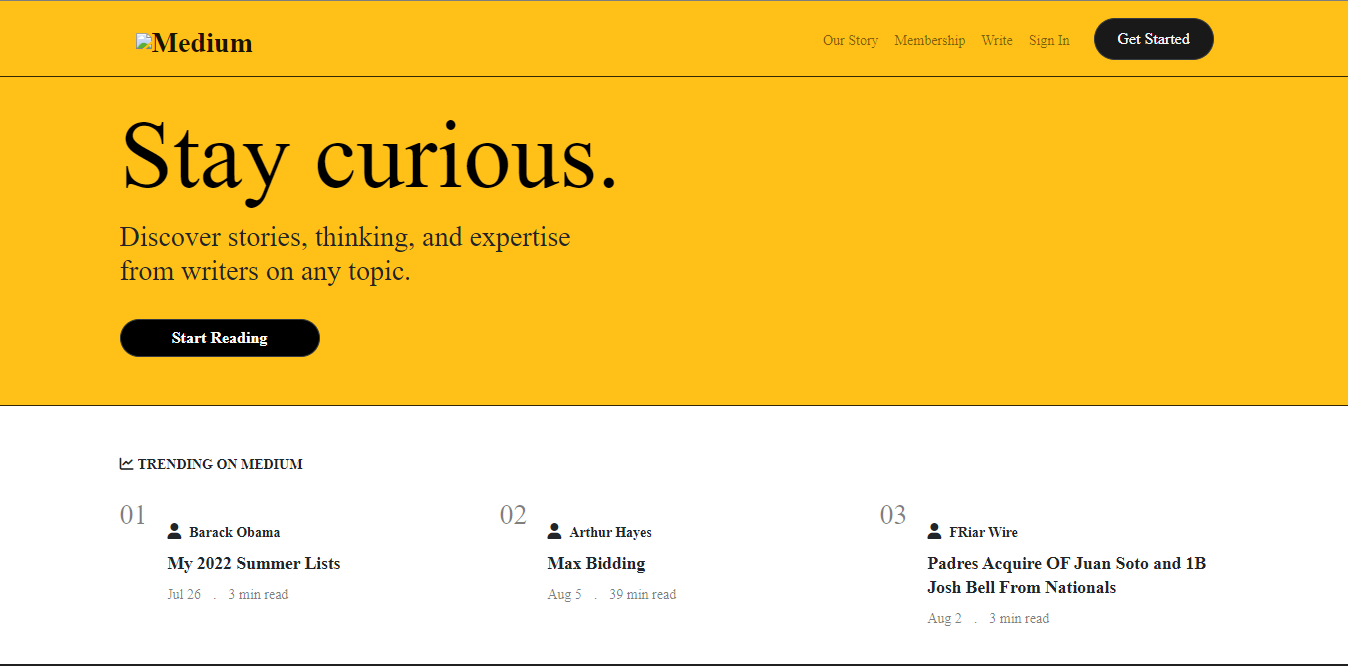 Medium
Our Story Membership Write Sign In Get Started
Stay curious.
Discover stories, thinking, and expertise
from writers on any topic.
Start Reading
TRENDING ON MEDIUM
01
Barack Obama
My 2022 Summer Lists
Jul 26 . 3 min read
02
Arthur Hayes
Max Bidding
Aug 5 . 39 min read
03
FRiar Wire
Padres Acquire OF Juan Soto and 1B
Josh Bell From Nationals
Aug 2 . 3 min read